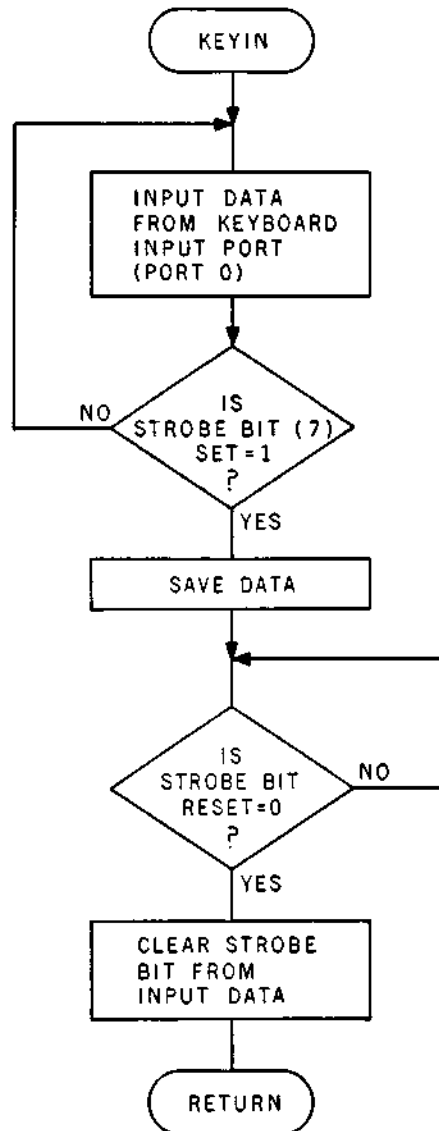 KEYIN
INPUT DATA
FROM KEYBOARD
INPUT PORT
(PORT 0)
IS
STROBE BIT (7)
SET=1
?
NO
YES
SAVE DATA
IS
STROBE BIT
RESET=0
?
NO
YES
CLEAR STROBE
BIT FROM
INPUT DATA
RETURN